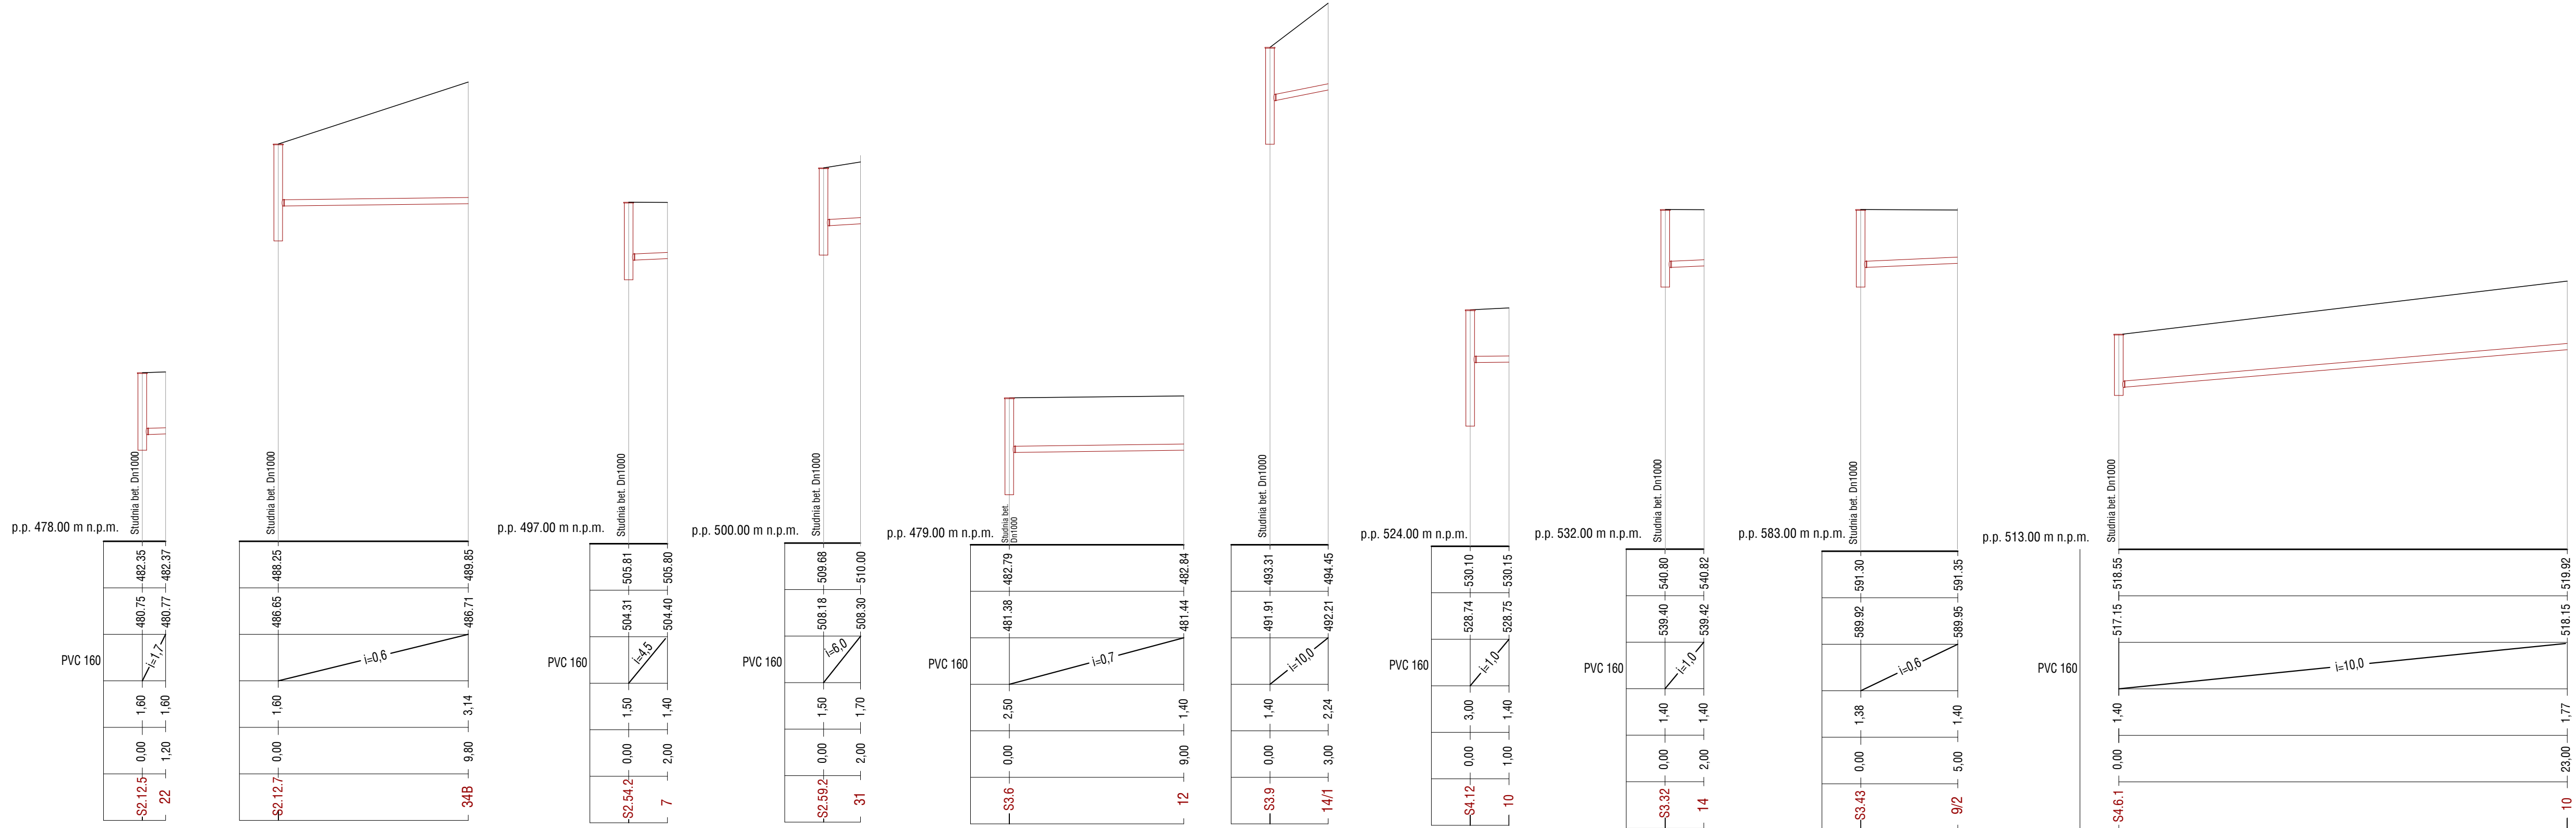 p.p. 478.00 m n.p.m.
Studnia bet. Dn1000
482.35
482.37
480.75
480.77
PVC 160
i=1,7
1,60
1,60
0,00
1,20
S2.12.5
22
Studnia bet. Dn1000
488.25
489.85
486.65
486.71
i=0,6
1,60
3,14
0,00
9,80
S2.12.7
34B
p.p. 497.00 m n.p.m.
Studnia bet. Dn1000
505.81
505.80
504.31
504.40
PVC 160
i=4,5
1,50
1,40
0,00
2,00
S2.54.2
7
p.p. 500.00 m n.p.m.
Studnia bet. Dn1000
509.68
510.00
508.18
508.30
PVC 160
i=6,0
1,50
1,70
0,00
2,00
S2.59.2
31
p.p. 479.00 m n.p.m.
Studnia bet.
Dn1000
482.79
482.84
481.38
481.44
PVC 160
i=0,7
2,50
1,40
0,00
9,00
S3.6
12
Studnia bet. Dn1000
493.31
494.45
491.91
492.21
i=10,0
1,40
2,24
0,00
3,00
S3.9
14/1
p.p. 524.00 m n.p.m.
530.10
530.15
528.74
528.75
PVC 160
i=1,0
3,00
1,40
0,00
1,00
S4.12
10
p.p. 532.00 m n.p.m.
Studnia bet. Dn1000
540.80
540.82
539.40
539.42
PVC 160
i=1,0
1,40
1,40
0,00
2,00
S3.32
14
p.p. 583.00 m n.p.m.
Studnia bet. Dn1000
591.30
591.35
589.92
589.95
i=0,6
1,38
1,40
0,00
5,00
S3.43
9/2
p.p. 513.00 m n.p.m.
Studnia bet. Dn1000
518.55
519.92
517.15
518.15
PVC 160
i=10,0
1,40
1,77
0,00
23,00
S4.6.1
10